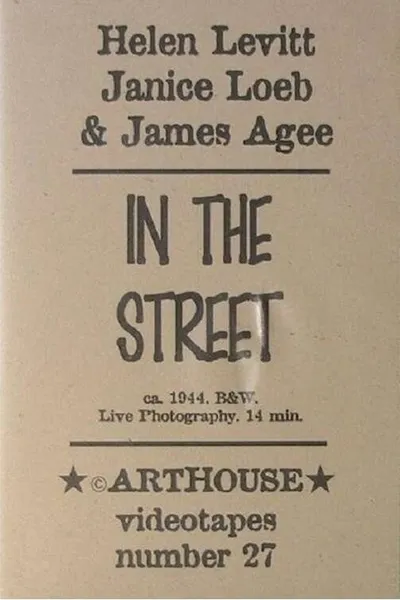 Helen Levitt
Janice Loeb
& James Agee
IN THE
STREET
ca. 1944. B&W.
Live Photography. 14 min.
★©ARTHOUSE★
videotapes
number 27